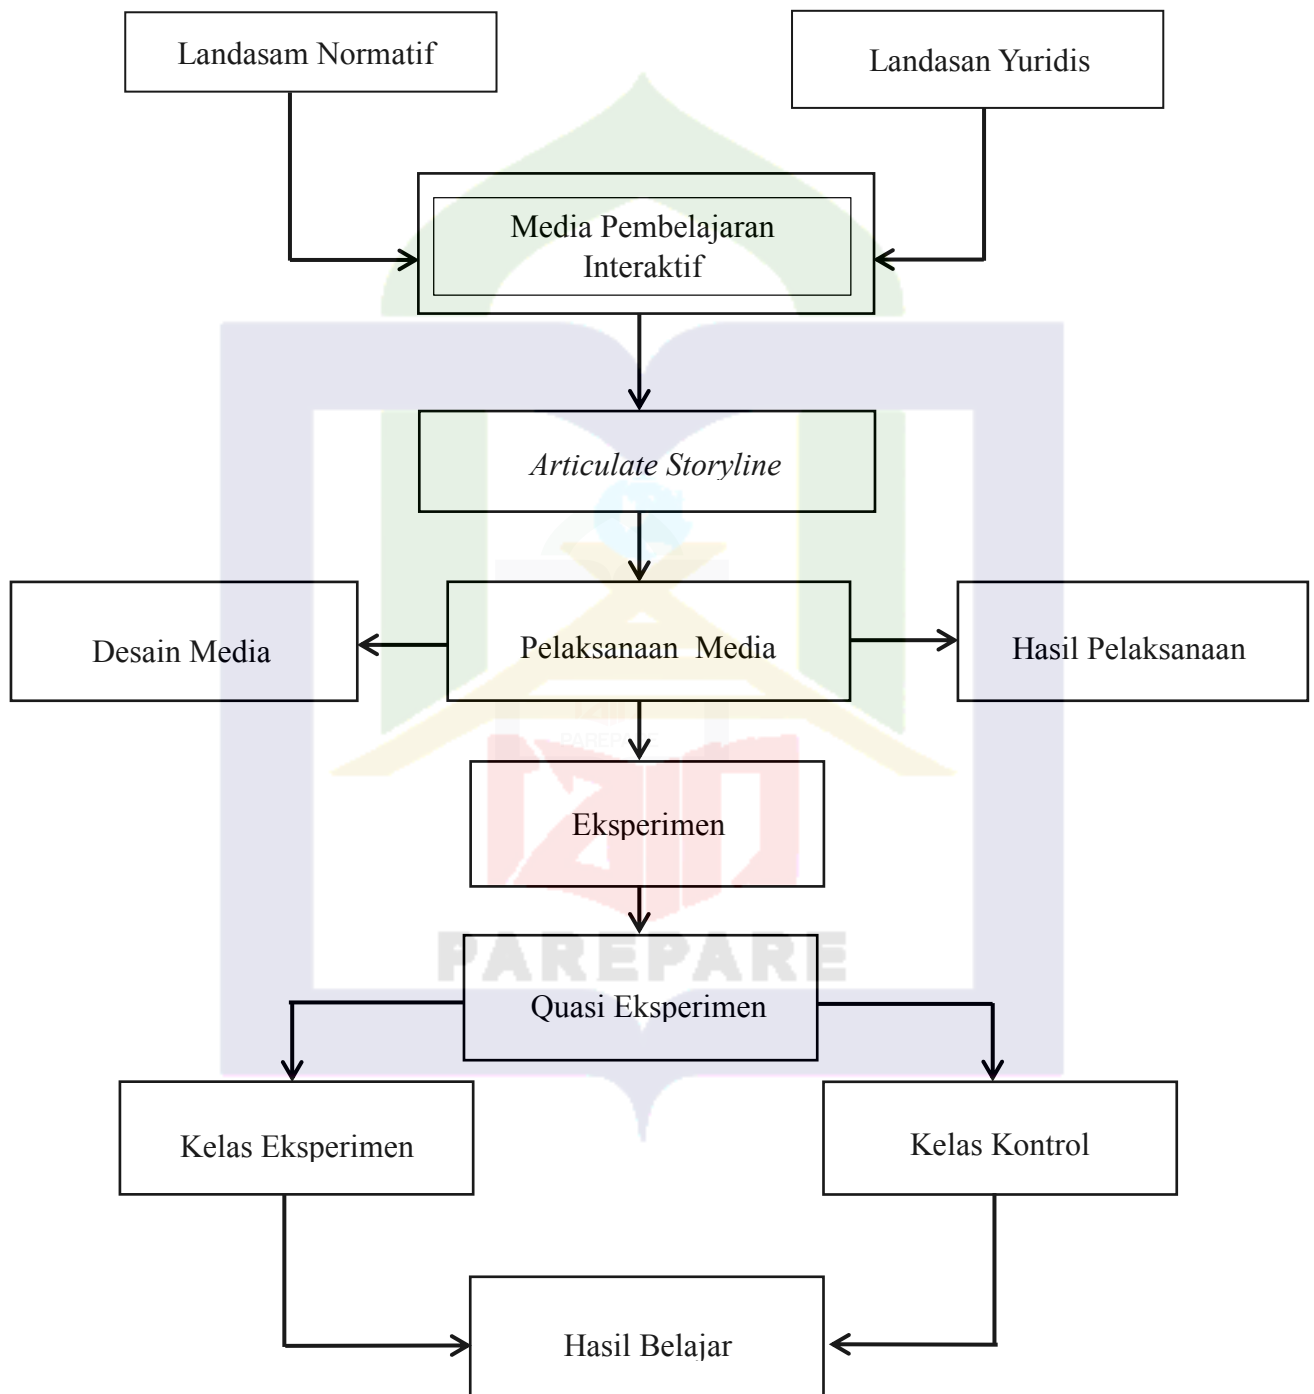 Landasam Normatif
Landasan Yuridis
Media Pembelajaran
Interaktif
Articulate Storyline
Desain Media
Pelaksanaan Media
Hasil Pelaksanaan
PAREPARE
Eksperimen
PAREPARE
Quasi Eksperimen
Kelas Eksperimen
Kelas Kontrol
Hasil Belajar